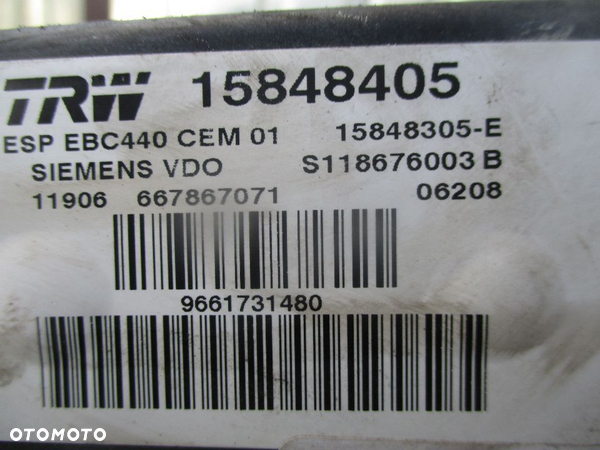 TRW 15848405
ESP EBC440 CEM 01 15848305-E
SIEMENS VDO S118676003 B
11906 667867071 06208
9661731480
OTOMOTO